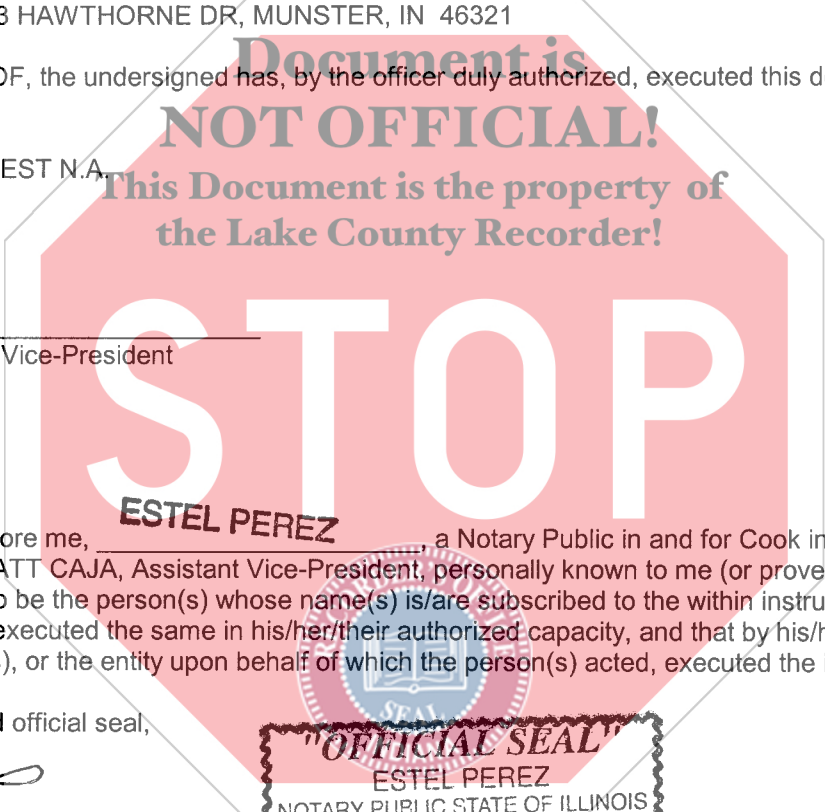 3 HAWTHORNE DR, MUNSTER, IN 46321
Document is
OF, the undersigned has, by the officer duly authorized, executed this d
NOT OFFICIAL!
EST N.A.
This Document is the property of
the Lake County Recorder!
STOP
Vice-President
ESTEL PEREZ
ore me, , a Notary Public in and for Cook in
ATT CAJA, Assistant Vice-President, personally known to me (or prove
o be the person(s) whose name(s) is/are subscribed to the within instru
executed the same in his/her/their authorized capacity, and that by his/h
s), or the entity upon behalf of which the person(s) acted, executed the i
SEAL
d official seal,
"OFFICIAL SEAL"
ESTEL PEREZ
NOTARY PUBLIC STATE OF ILLINOIS